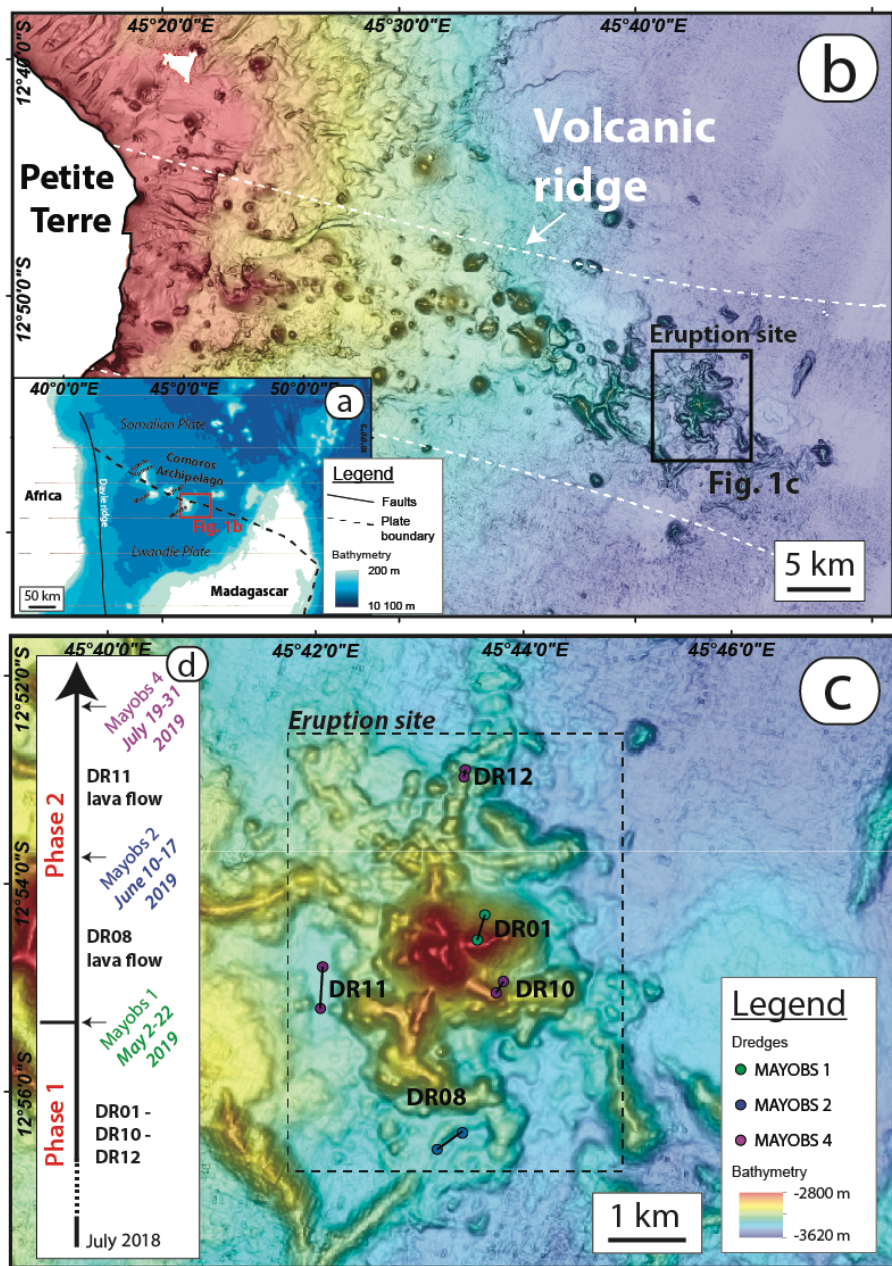 45°20'0"E
45°30'0"E
45°40'0"E
12°40'0"S
b
Volcanic
ridge
Petite
Terre
12°50'0"S
Eruption site
Fig. 1c
5 km
40°0'0"E
45°0'0"E
50°0'0"E
a
Somalian Plate
Comoros
Archipelago
Africa
Davie ridge
Fig. 1b
Lwandle Plate
Madagascar
50 km
Legend
Faults
Plate
boundary
Bathymetry
200 m
10 100 m
45°40'0"E
45°42'0"E
45°44'0"E
45°46'0"E
d
c
12°52'0"S
12°54'0"S
12°56'0"S
Mayobs 4
July 19-31
2019
DR11
lava flow
Phase 2
Mayobs 2
June 10-17
2019
DR08
lava flow
Mayobs 1
May 2-22
2019
Phase 1
DR01 -
DR10 -
DR12
July 2018
Eruption site
DR12
DR01
DR11
DR10
DR08
1 km
Legend
Dredges
MAYOBS 1
MAYOBS 2
MAYOBS 4
Bathymetry
-2800 m
-3620 m